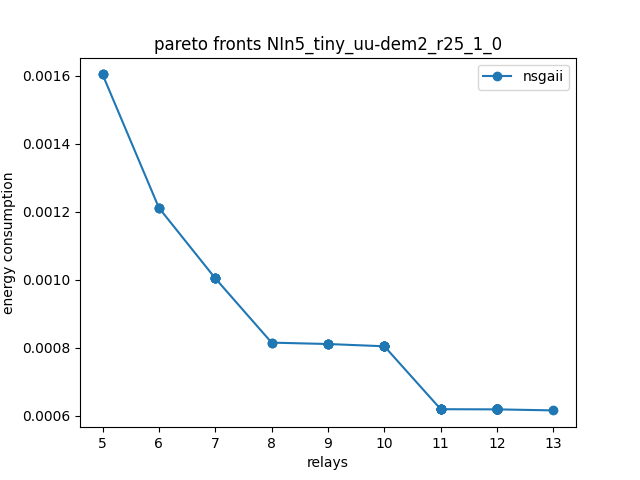 pareto fronts NIn5_tiny_uu-dem2_r25_1_0
nsgaii
energy consumption
0.0016
0.0014
0.0012
0.0010
0.0008
0.0006
5 6 7 8 9 10 11 12 13
relays